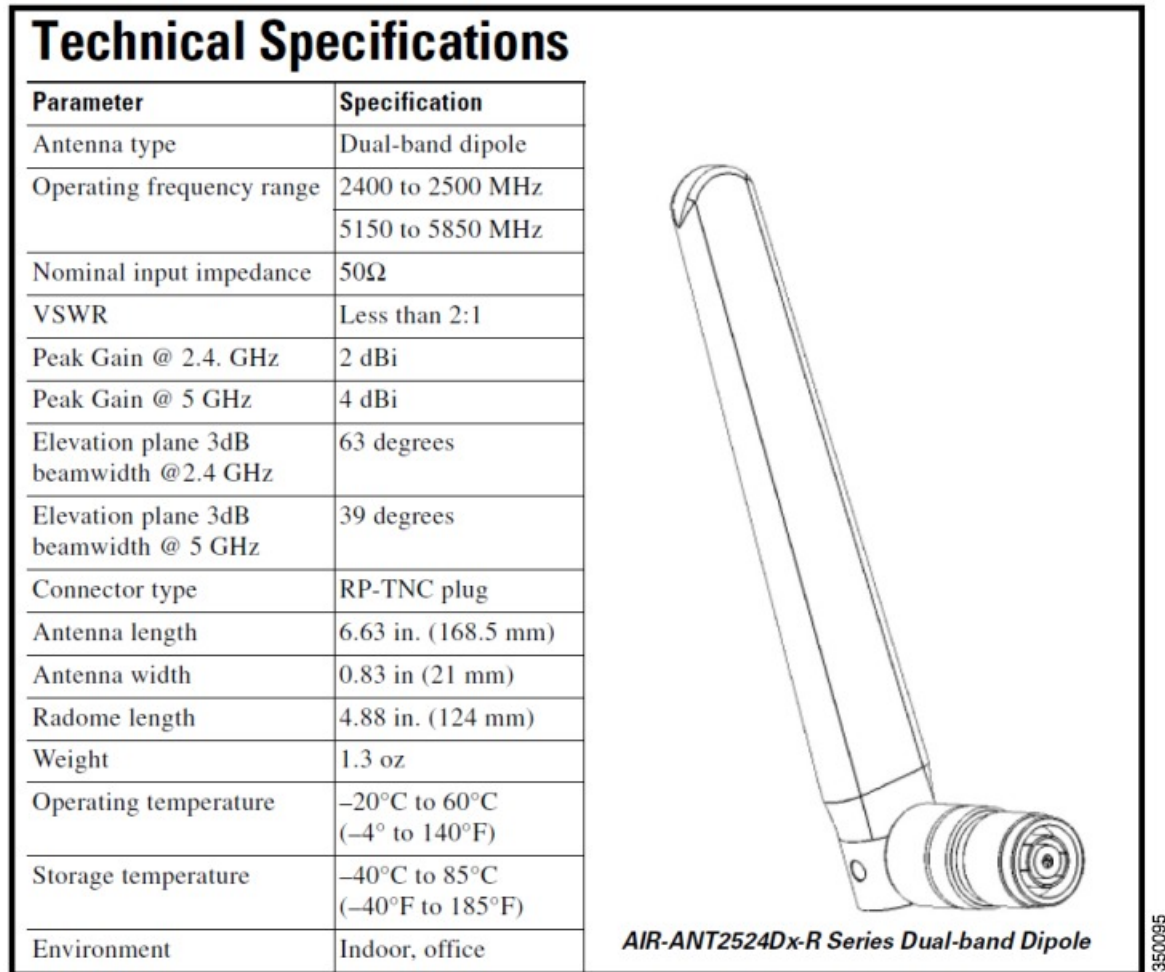 Technical Specifications
Parameter Specification
Antenna type Dual-band dipole
Operating frequency range 2400 to 2500 MHz
5150 to 5850 MHz
Nominal input impedance 50Ω
VSWR Less than 2:1
Peak Gain @ 2.4. GHz 2 dBi
Peak Gain @ 5 GHz 4 dBi
Elevation plane 3dB 63 degrees
beamwidth @2.4 GHz
Elevation plane 3dB 39 degrees
beamwidth @ 5 GHz
Connector type RP-TNC plug
Antenna length 6.63 in. (168.5 mm)
Antenna width 0.83 in (21 mm)
Radome length 4.88 in. (124 mm)
Weight 1.3 oz
Operating temperature –20°C to 60°C
(–4° to 140°F)
Storage temperature –40°C to 85°C
(–40°F to 185°F)
Environment Indoor, office
AIR-ANT2524Dx-R Series Dual-band Dipole
350095